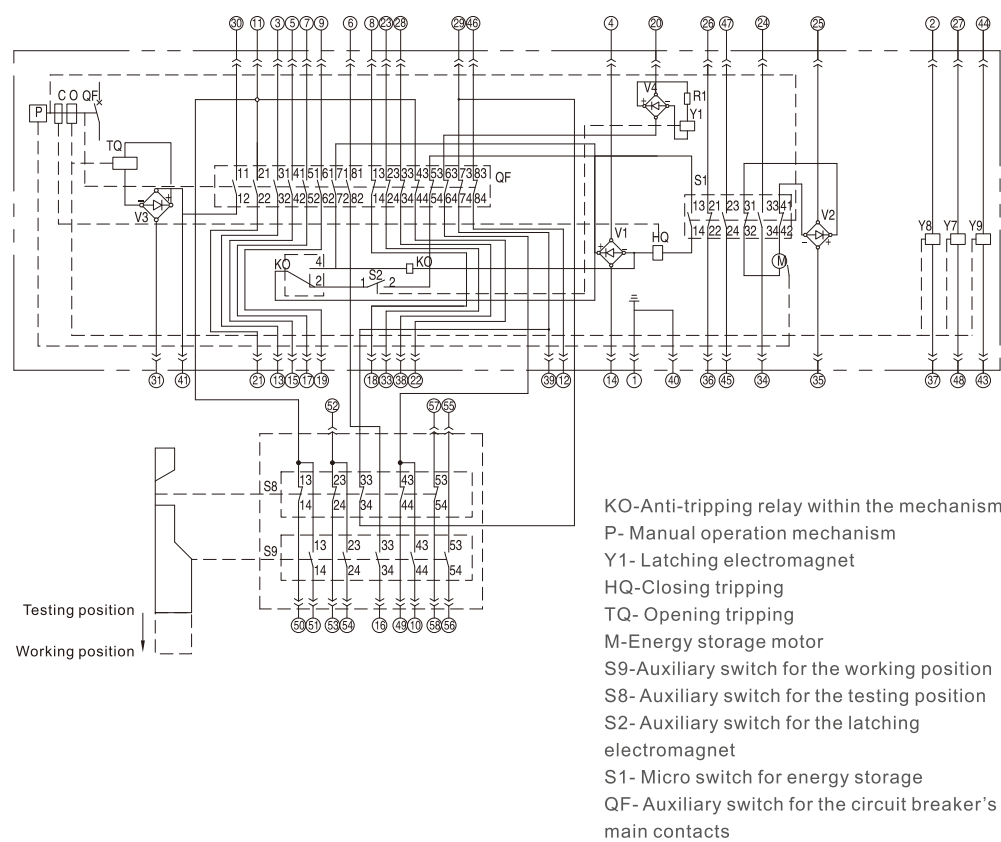 30 11 3 5 7 9 6 8 23 28 29 46 4 20 26 47 24 25 2 27 44
C O QF
P
TQ
V4
R1
Y1
11 21 31 41 51 61 71 81 13 23 33 43 53 63 73 83
QF
12 22 32 42 52 62 72 82 14 24 34 44 54 64 74 84
V3
S1
13 21 23 31 33 41
14 22 24 32 34 42
V2
V1
HQ
M
Y8 Y7 Y9
KO
4
2
S2
1 2
KO
31 41 21 13 15 17 19 18 33 38 22 39 12 14 1 40 36 45 34 35 37 48 43
52 57 55
S8
13 23 33 43 53
14 24 34 44 54
S9
13 23 33 43 53
14 24 34 44 54
50 51 53 54 16 49 10 58 56
Testing position
Working position
KO-Anti-tripping relay within the mechanism
P- Manual operation mechanism
Y1- Latching electromagnet
HQ-Closing tripping
TQ- Opening tripping
M-Energy storage motor
S9-Auxiliary switch for the working position
S8- Auxiliary switch for the testing position
S2- Auxiliary switch for the latching
electromagnet
S1- Micro switch for energy storage
QF- Auxiliary switch for the circuit breaker's
main contacts